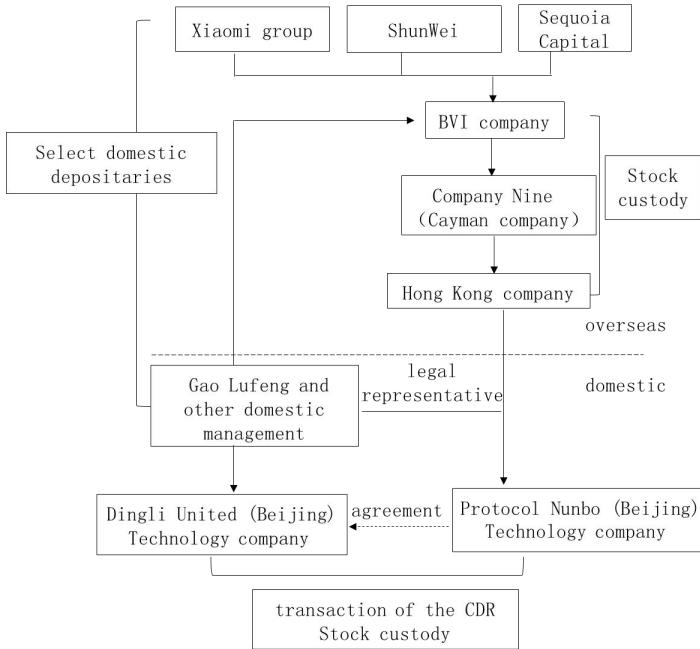 Xiaomi group
ShunWei
Sequoia
Capital
BVI company
Select domestic
depositaries
Stock
custody
Company Nine
(Cayman company)
Hong Kong company
overseas
legal
representative
domestic
Gao Lufeng and
other domestic
management
Dingli United (Beijing)
Technology company
agreement
Protocol Nunbo (Beijing)
Technology company
transaction of the CDR
Stock custody